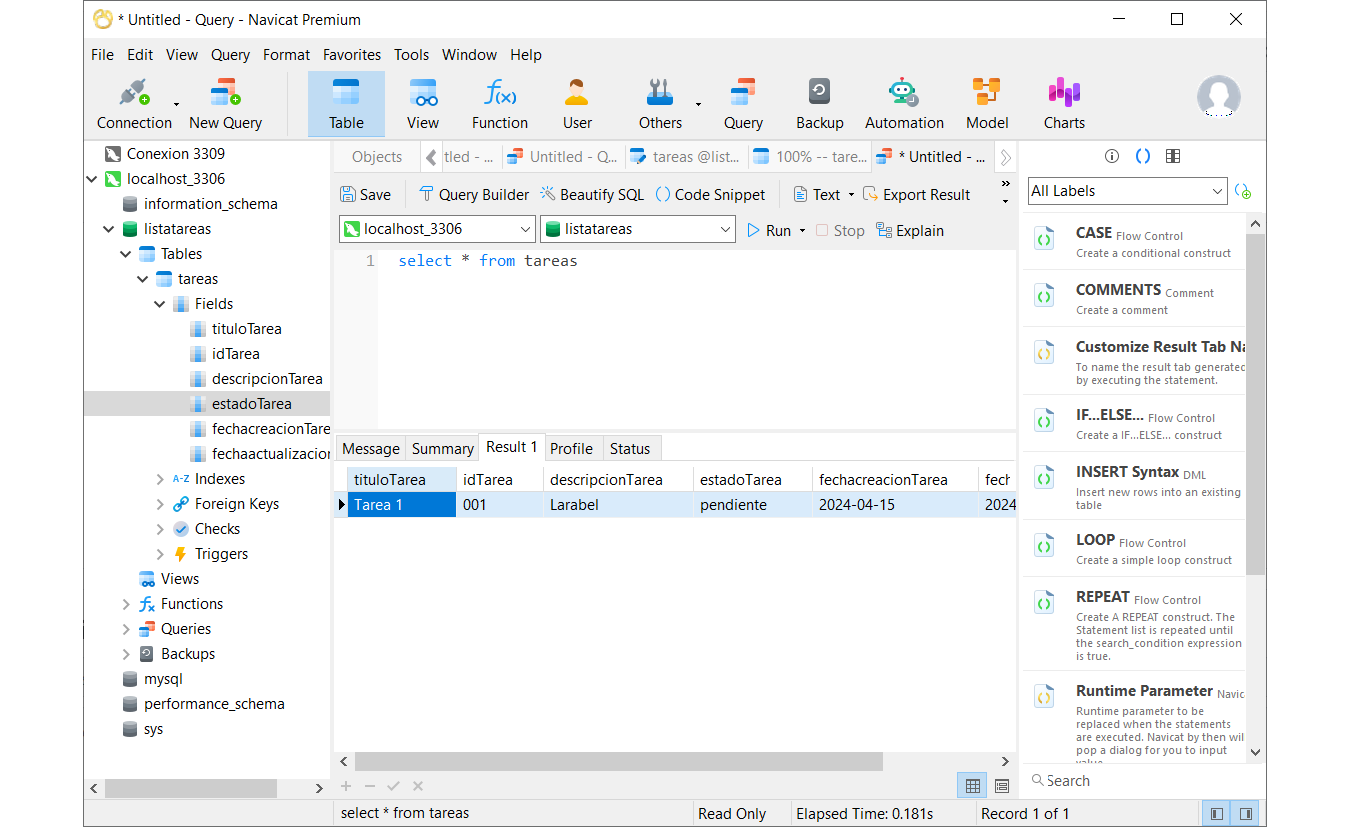 * Untitled - Query - Navicat Premium
File Edit View Query Format Favorites Tools Window Help
Connection New Query Table View Function User Others Query Backup Automation Model Charts
Conexion 3309
localhost_3306
information_schema
listatareas
Tables
tareas
Fields
tituloTarea
idTarea
descripcionTarea
estadoTarea
fechacreacionTare
fechaactualizacion
A-Z Indexes
Foreign Keys
Checks
Triggers
Views
Functions
Queries
Backups
mysql
performance_schema
sys
Objects tled - ... Untitled - Q... tareas @list... 100% -- tare... * Untitled - ...
Save Query Builder Beautify SQL () Code Snippet Text Export Result
localhost_3306 listatareas Run Stop Explain
1 select * from tareas
Message Summary Result 1 Profile Status
tituloTarea idTarea descripcionTarea estadoTarea fechacreacionTarea fech
Tarea 1 001 Larabel pendiente 2024-04-15 2024
All Labels
CASE Flow Control
Create a conditional construct
COMMENTS Comment
Create a comment
Customize Result Tab Na
To name the result tab generated
by executing the statement.
IF...ELSE... Flow Control
Create a IF...ELSE... construct
INSERT Syntax DML
Insert new rows into an existing
table
LOOP Flow Control
Create a simple loop construct
REPEAT Flow Control
Create A REPEAT construct. The
Statement list is repeated until
the search_condition expression
is true.
Runtime Parameter Navic
Runtime parameter to be
replaced when the statements
are executed. Navicat by then wil
pop a dialog for you to input
Search
select * from tareas Read Only Elapsed Time: 0.181s Record 1 of 1